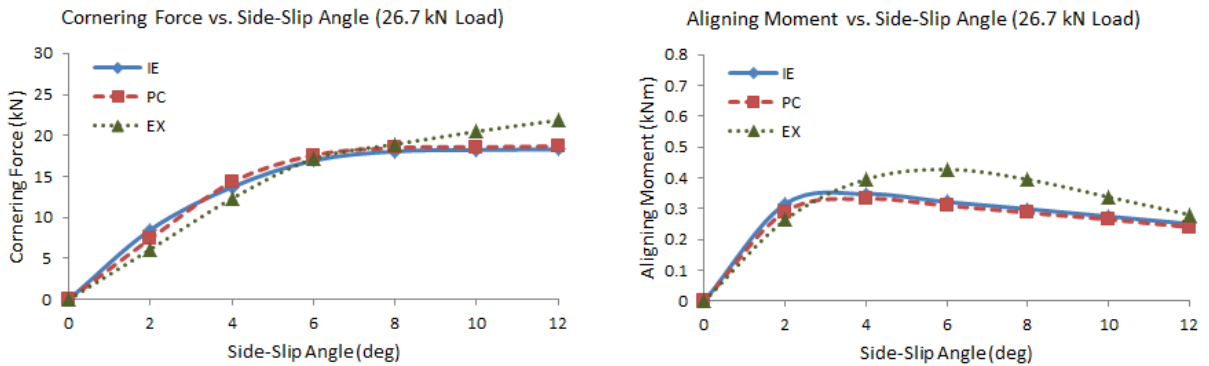 Cornering Force vs. Side-Slip Angle (26.7 kN Load)
Cornering Force (kN)
30
25
20
15
10
5
0
IE
PC
EX
0 2 4 6 8 10 12
Side-Slip Angle (deg)
Aligning Moment vs. Side-Slip Angle (26.7 kN Load)
Aligning Moment (kNm)
0.8
0.7
0.6
0.5
0.4
0.3
0.2
0.1
0
IE
PC
EX
0 2 4 6 8 10 12
Side-Slip Angle (deg)